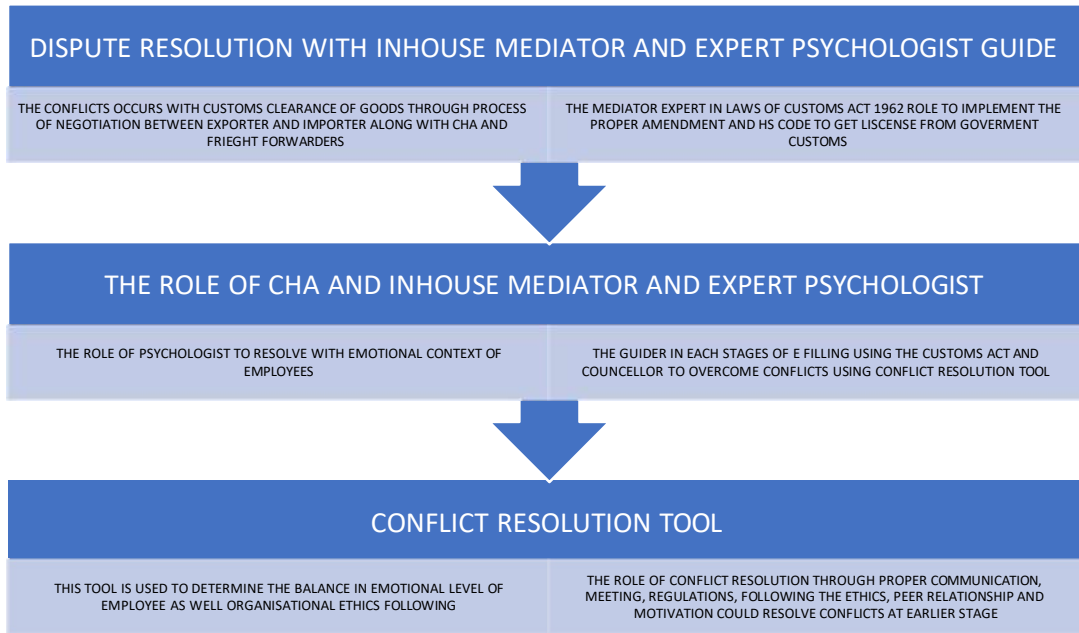 DISPUTE RESOLUTION WITH INHOUSE MEDIATOR AND EXPERT PSYCHOLOGIST GUIDE
THE CONFLICTS OCCURS WITH CUSTOMS CLEARANCE OF GOODS THROUGH PROCESS
OF NEGOTIATION BETWEEN EXPORTER AND IMPORTER ALONG WITH CHA AND
FRIEGHT FORWARDERS
THE MEDIATOR EXPERT IN LAWS OF CUSTOMS ACT 1962 ROLE TO IMPLEMENT THE
PROPER AMENDMENT AND HS CODE TO GET LISCENSE FROM GOVERMENT
CUSTOMS
THE ROLE OF CHA AND INHOUSE MEDIATOR AND EXPERT PSYCHOLOGIST
THE ROLE OF PSYCHOLOGIST TO RESOLVE WITH EMOTIONAL CONTEXT OF
EMPLOYEES
THE GUIDER IN EACH STAGES OF E FILLING USING THE CUSTOMS ACT AND
COUNCELLOR TO OVERCOME CONFLICTS USING CONFLICT RESOLUTION TOOL
CONFLICT RESOLUTION TOOL
THIS TOOL IS USED TO DETERMINE THE BALANCE IN EMOTIONAL LEVEL OF
EMPLOYEE AS WELL ORGANISATIONAL ETHICS FOLLOWING
THE ROLE OF CONFLICT RESOLUTION THROUGH PROPER COMMUNICATION,
MEETING, REGULATIONS, FOLLOWING THE ETHICS, PEER RELATIONSHIP AND
MOTIVATION COULD RESOLVE CONFLICTS AT EARLIER STAGE